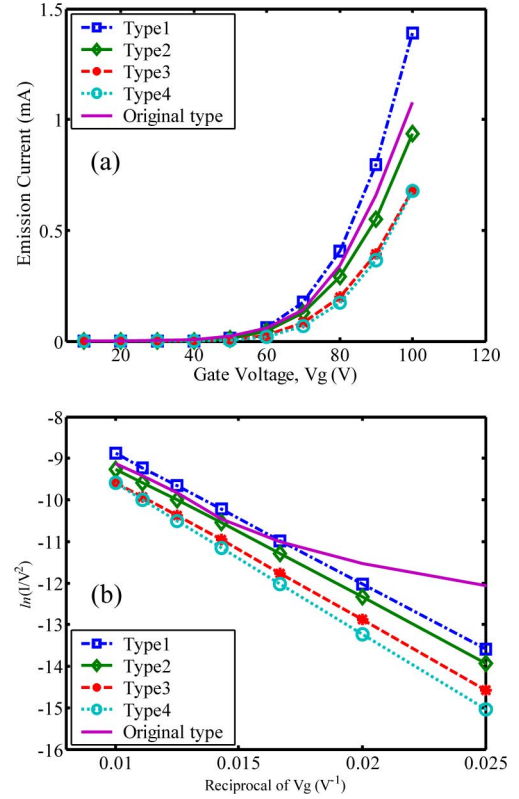 1.5
1
0.5
0
Emission Current (mA)
Type1
Type2
Type3
Type4
Original type
(a)
20 40 60 80 100 120
Gate Voltage, Vg (V)
-8
-9
-10
-11
-12
-13
-14
-15
-16
ln(I/V²)
(b)
Type1
Type2
Type3
Type4
Original type
0.01 0.015 0.02 0.025
Reciprocal of Vg (V⁻¹)